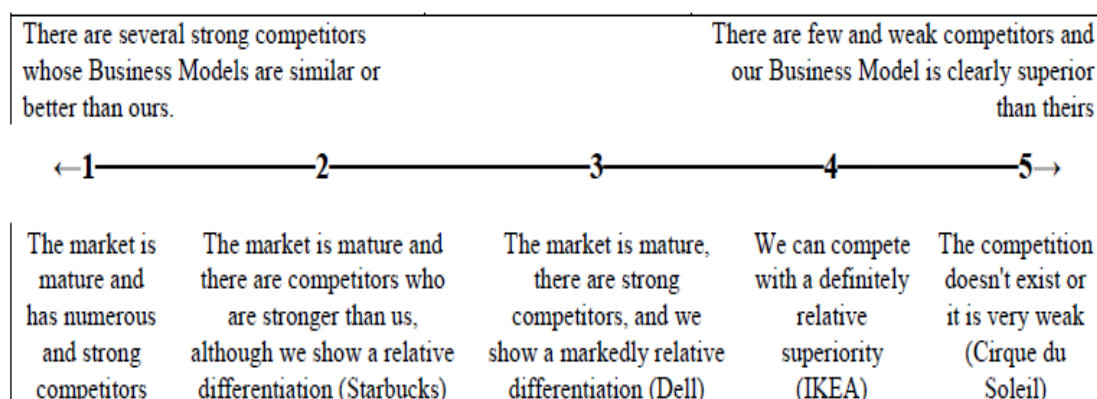 There are several strong competitors
whose Business Models are similar or
better than ours.
There are few and weak competitors and
our Business Model is clearly superior
than theirs
←1 2 3 4 5→
The market is
mature and
has numerous
and strong
competitors
The market is mature and
there are competitors who
are stronger than us,
although we show a relative
differentiation (Starbucks)
The market is mature,
there are strong
competitors, and we
show a markedly relative
differentiation (Dell)
We can compete
with a definitely
relative
superiority
(IKEA)
The competition
doesn't exist or
it is very weak
(Cirque du
Soleil)